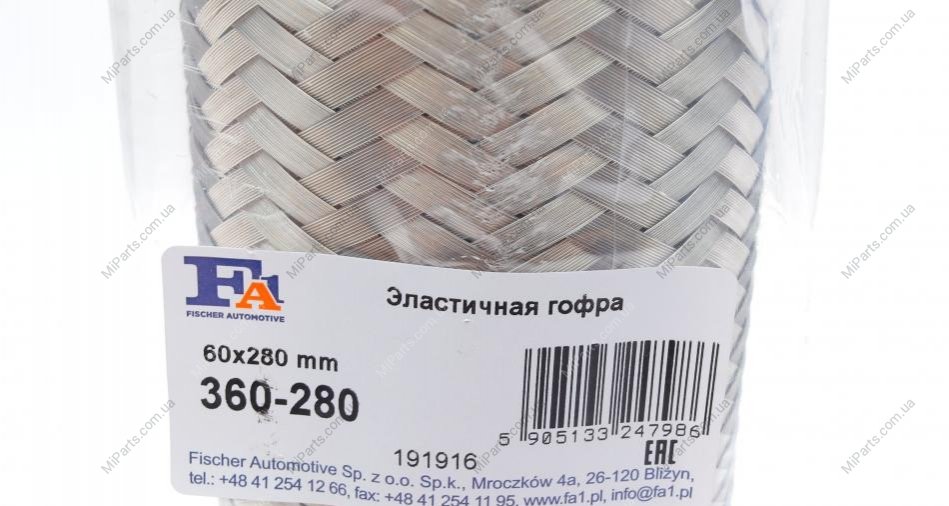 FA1
FISCHER AUTOMOTIVE
Эластичная гофра
60x280 mm
360-280
5 905133 247986
EAC
191916
Fischer Automotive Sp. z o.o. Sp.k., Mroczków 4a, 26-120 Bliżyn,
tel.: +48 41 254 12 66, fax: +48 41 254 11 95, www.fa1.pl, info@fa1.pl
MiParts.com.ua